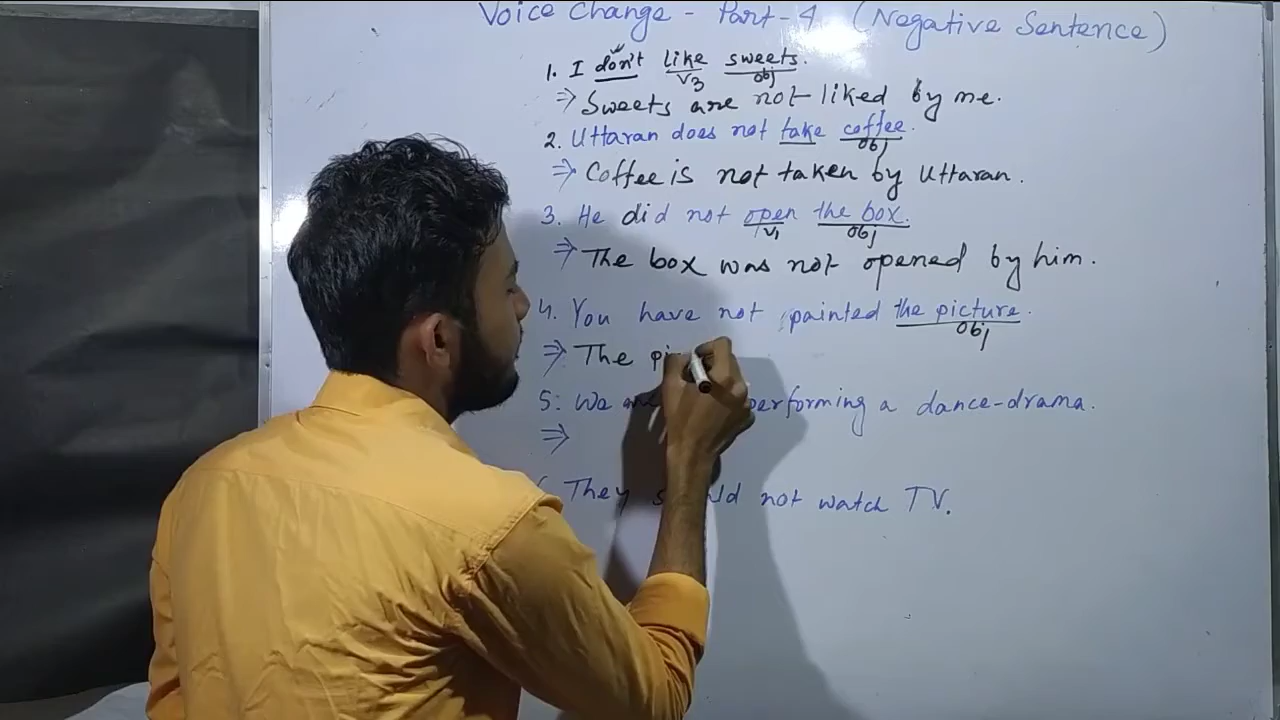 Voice Change - Part-4 (Negative Sentence)
1. I don't like sweets.
V3 obj
⇒ Sweets are not liked by me.
2. Uttaran does not take coffee.
obj
⇒ Coffee is not taken by Uttaran.
3. He did not open the box.
V1 obj
⇒ The box was not opened by him.
4. You have not painted the picture.
obj
⇒ The
5. We performing a dance-drama.
⇒
They not watch TV.